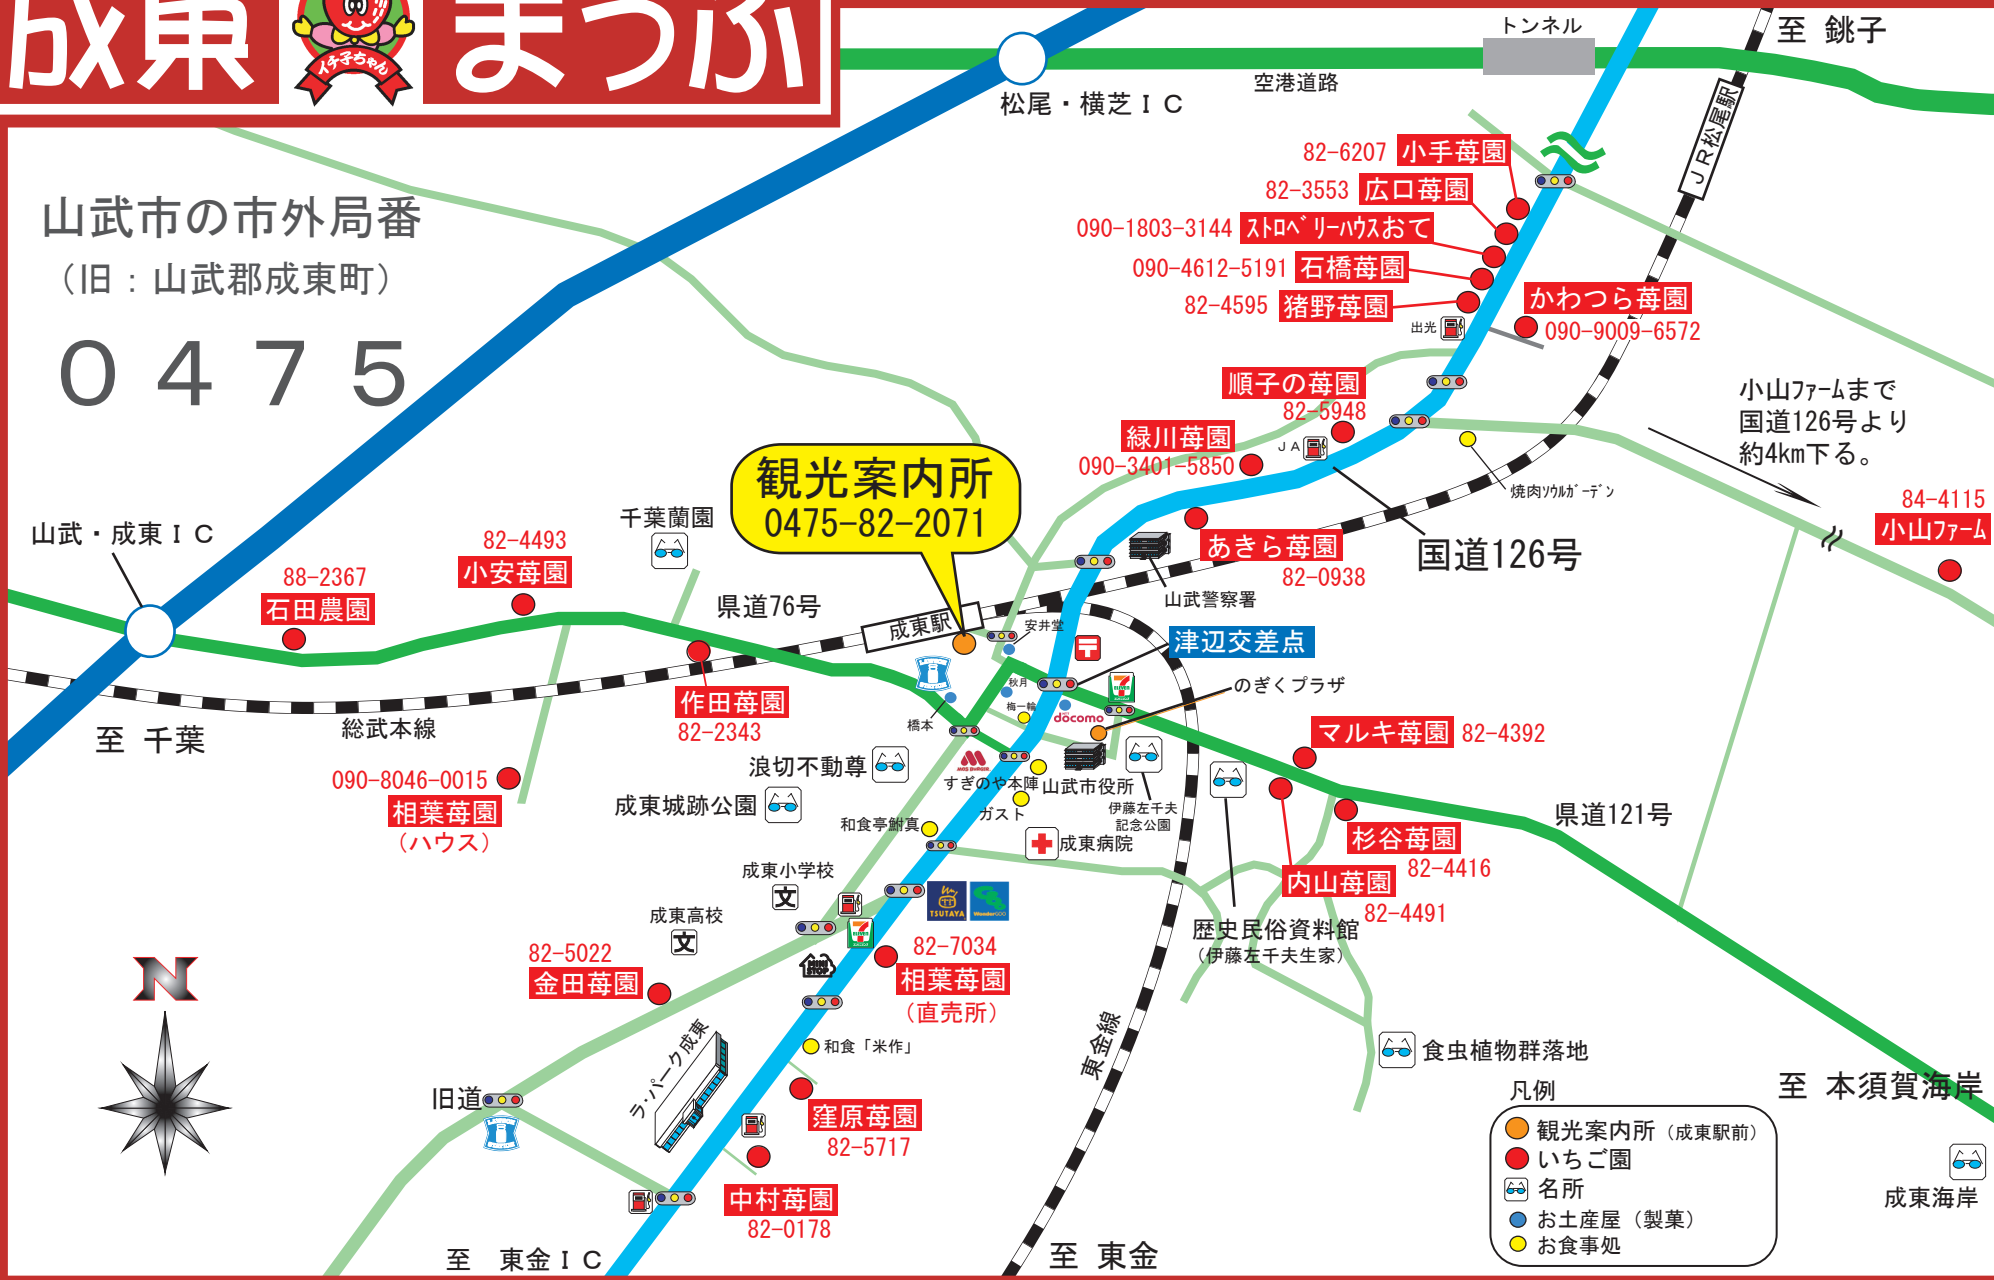 成東
まっぷ
イチ子ちゃん
トンネル
至 銚子
空港道路
松尾・横芝ＩＣ
ＪＲ松尾駅
山武市の市外局番
（旧：山武郡成東町）
０４７５
82-6207 小手苺園
82-3553 広口苺園
090-1803-3144 ストロベリーハウスおて
090-4612-5191 石橋苺園
82-4595 猪野苺園
かわつら苺園
090-9009-6572
出光
順子の苺園
82-5948
小山ファームまで
国道126号より
約4km下る。
緑川苺園
090-3401-5850
ＪＡ
焼肉ソウルガーデン
観光案内所
0475-82-2071
84-4115
小山ファーム
千葉蘭園
山武・成東ＩＣ
82-4493
小安苺園
あきら苺園
82-0938
国道126号
88-2367
石田農園
県道76号
山武警察署
成東駅
安井堂
津辺交差点
秋月
のぎくプラザ
梅一輪
döcomo
ELEVEN
作田苺園
82-2343
橋本
至 千葉
総武本線
マルキ苺園 82-4392
浪切不動尊
MOS BURGER
すぎのや本陣
山武市役所
090-8046-0015
相葉苺園
（ハウス）
成東城跡公園
ガスト
伊藤左千夫
記念公園
県道121号
和食亭鮒真
成東病院
杉谷苺園
82-4416
成東小学校
文
内山苺園
82-4491
TSUTAYA
WonderGOO
成東高校
文
ELEVEN
歴史民俗資料館
（伊藤左千夫生家）
82-7034
相葉苺園
（直売所）
82-5022
金田苺園
MINI STOP
N
東金線
ラ・パーク成東
和食「米作」
食虫植物群落地
旧道
窪原苺園
82-5717
至 本須賀海岸
凡例
観光案内所（成東駅前）
いちご園
名所
お土産屋（製菓）
お食事処
成東海岸
中村苺園
82-0178
至 東金ＩＣ
至 東金